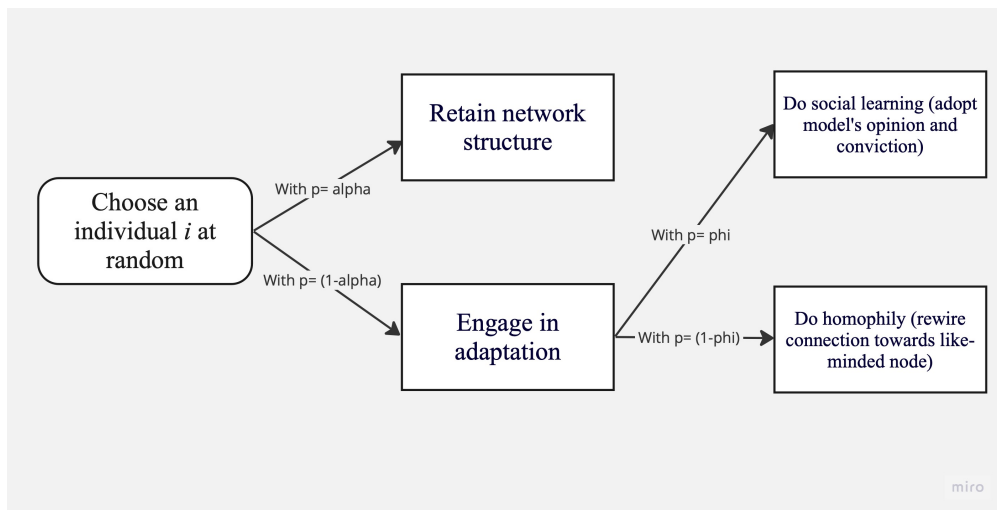 Choose an
individual i at
random
With p= alpha
With p= (1-alpha)
Retain network
structure
Engage in
adaptation
With p= phi
With p= (1-phi)
Do social learning (adopt
model's opinion and
conviction)
Do homophily (rewire
connection towards like-
minded node)
miro